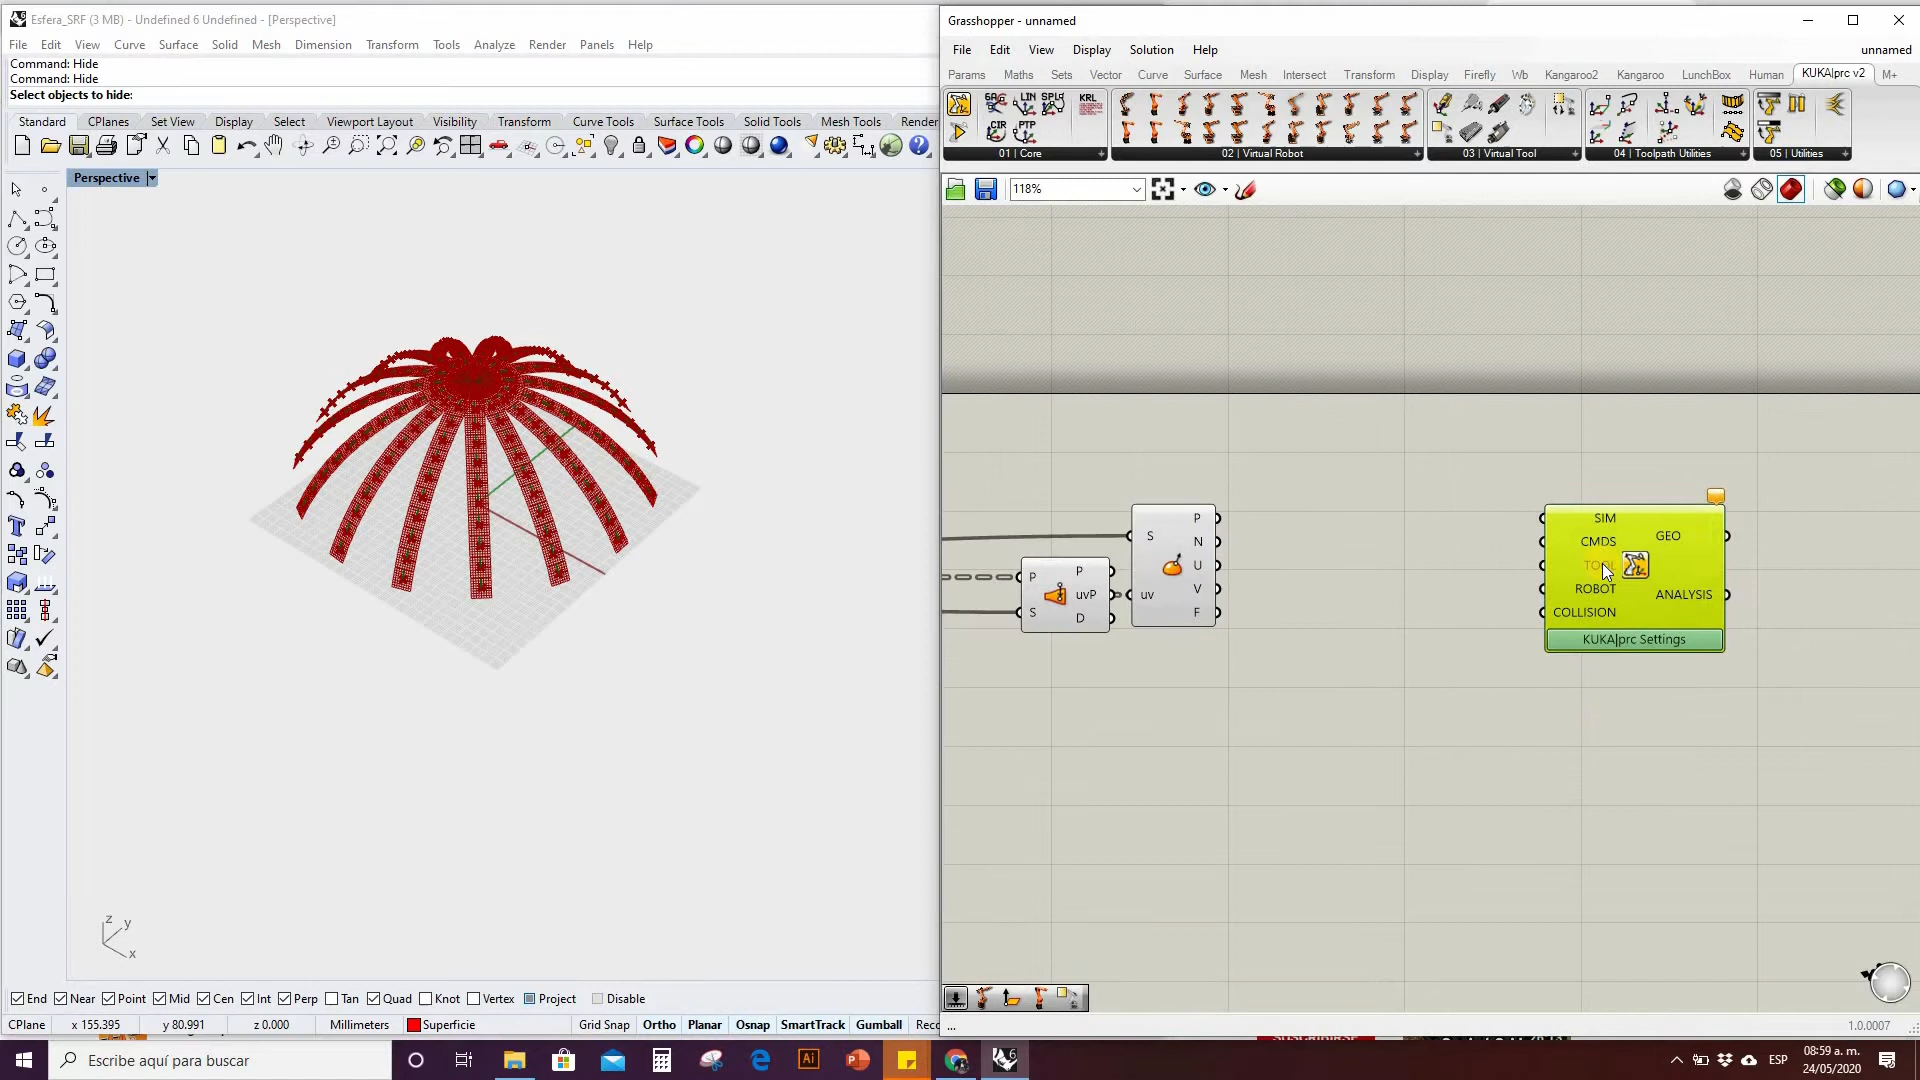 Esfera_SRF (3 MB) - Undefined 6 Undefined - [Perspective]
File Edit View Curve Surface Solid Mesh Dimension Transform Tools Analyze Render Panels Help
Command: Hide
Command: Hide
Select objects to hide:
Standard CPlanes Set View Display Select Viewport Layout Visibility Transform Curve Tools Surface Tools Solid Tools Mesh Tools Render
Perspective
z
y
x
End Near Point Mid Cen Int Perp Tan Quad Knot Vertex Project Disable
CPlane x 155.395 y 80.991 z 0.000 Millimeters Superficie Grid Snap Ortho Planar Osnap SmartTrack Gumball Reco
Grasshopper - unnamed
File Edit View Display Solution Help unnamed
Params Maths Sets Vector Curve Surface Mesh Intersect Transform Display Firefly Wb Kangaroo2 Kangaroo LunchBox Human KUKA|prc v2 M+
LIN SPL KRL
CIR PTP
01 | Core 02 | Virtual Robot 03 | Virtual Tool 04 | Toolpath Utilities 05 | Utilities
118%
S P
N
U
uv V
F
P P
uvP
S D
SIM
CMDS GEO
TOOL
ROBOT ANALYSIS
COLLISION
KUKA|prc Settings
... 1.0.0007
Escribe aquí para buscar
Ai
6
ESP
08:59 a. m.
24/05/2020